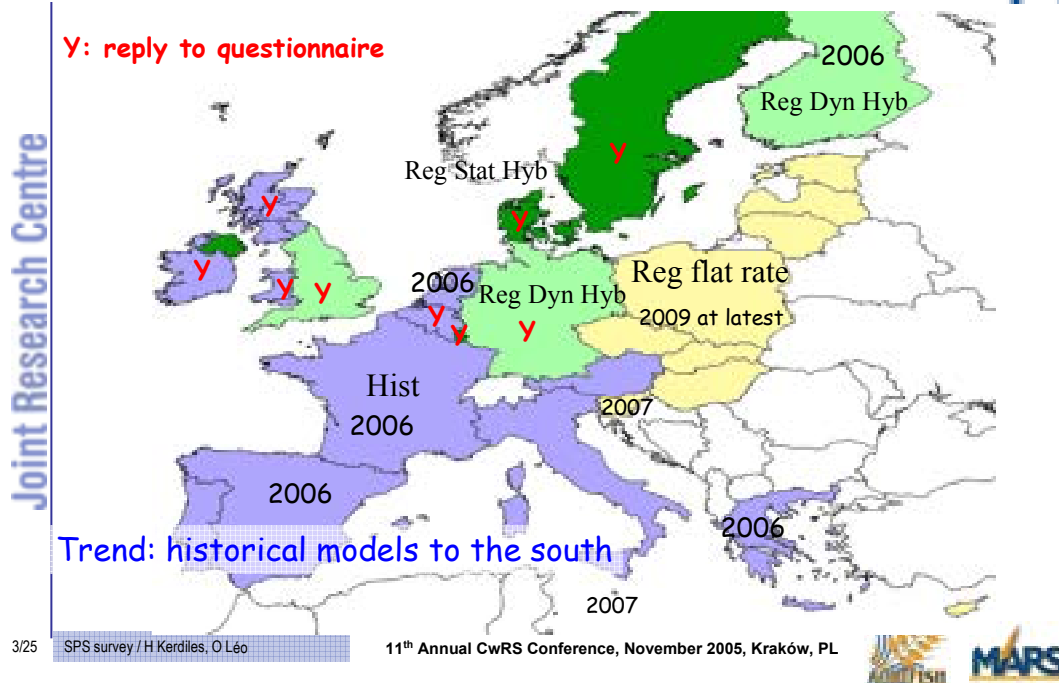 Y: reply to questionnaire
2006
Reg Dyn Hyb
Y
Reg Stat Hyb
Y
Y
Y
2006
Reg flat rate
Y
Y
Reg Dyn Hyb
2009 at latest
Y
Y
Y
Hist
2007
2006
2006
2006
Trend: historical models to the south
2007
Joint Research Centre
3/25
SPS survey / H Kerdiles, O Léo
11th Annual CwRS Conference, November 2005, Kraków, PL
MARS